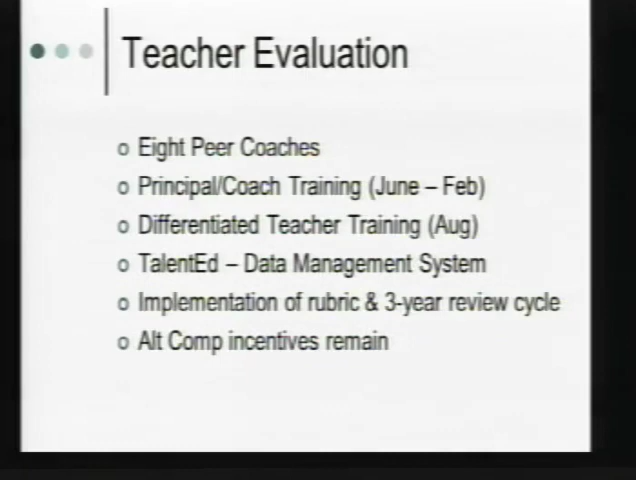 Teacher Evaluation
o Eight Peer Coaches
o Principal/Coach Training (June – Feb)
o Differentiated Teacher Training (Aug)
o TalentEd – Data Management System
o Implementation of rubric & 3-year review cycle
o Alt Comp incentives remain